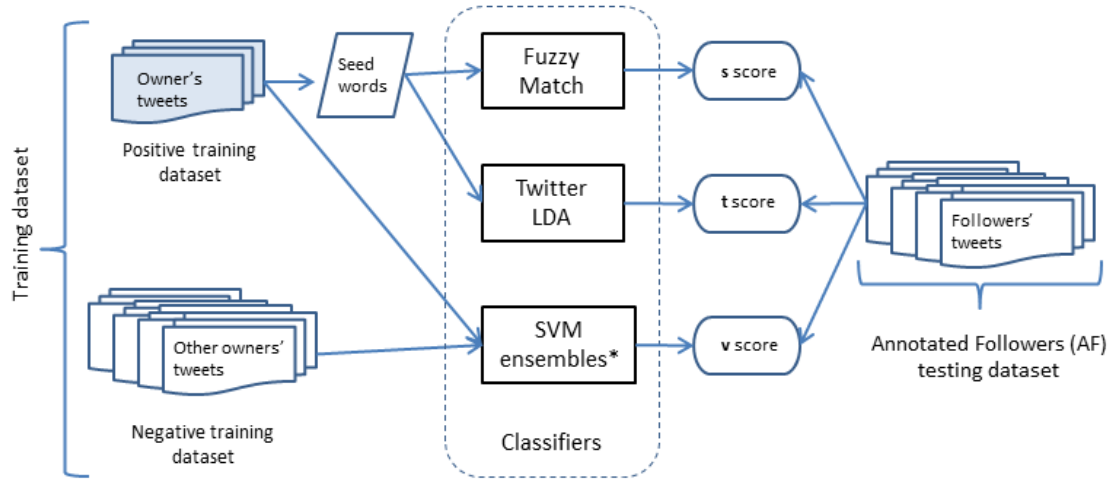 Training dataset
Owner's
tweets
Positive training
dataset
Seed
words
Fuzzy
Match
s score
Twitter
LDA
t score
Followers'
tweets
Other owners'
tweets
Negative training
dataset
SVM
ensembles*
v score
Annotated Followers (AF)
testing dataset
Classifiers